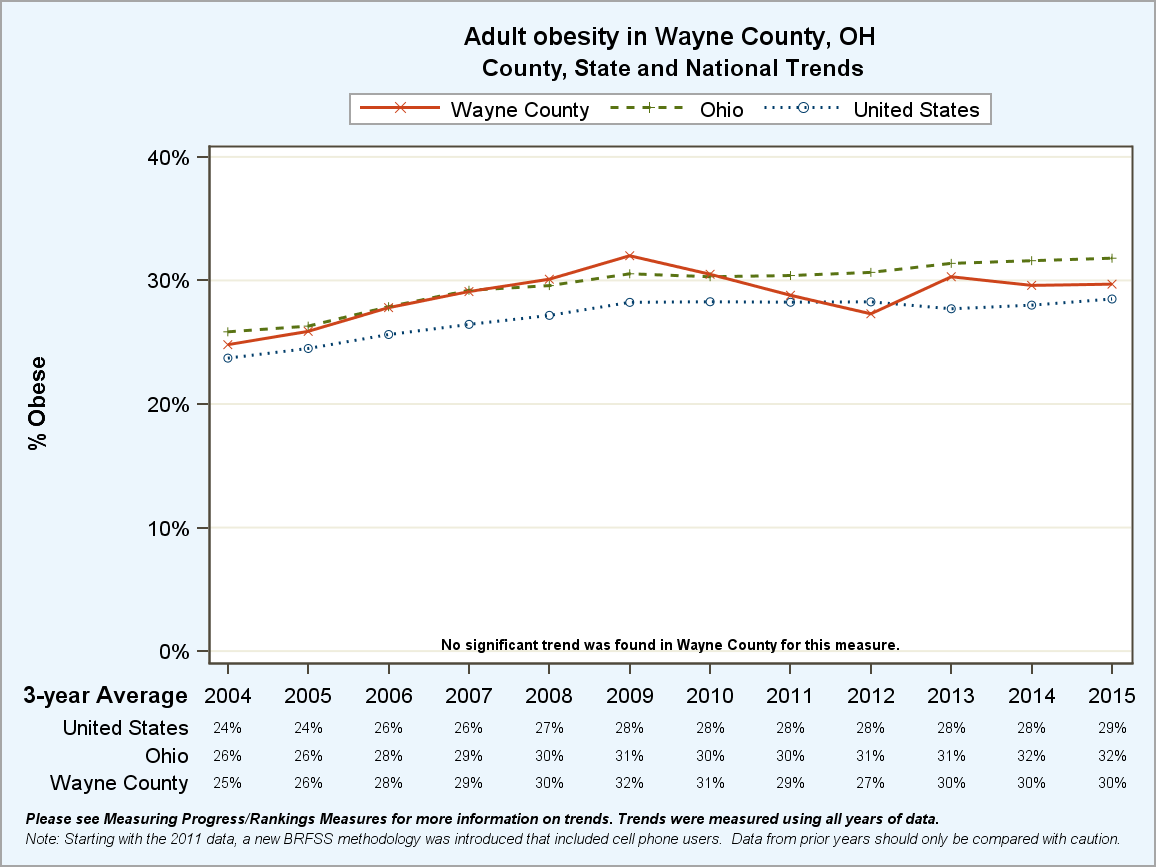 Adult obesity in Wayne County, OH
County, State and National Trends
Wayne County Ohio United States
40%
30%
20%
10%
0%
% Obese
No significant trend was found in Wayne County for this measure.
3-year Average 2004 2005 2006 2007 2008 2009 2010 2011 2012 2013 2014 2015
United States 24% 24% 26% 26% 27% 28% 28% 28% 28% 28% 28% 29%
Ohio 26% 26% 28% 29% 30% 31% 30% 30% 31% 31% 32% 32%
Wayne County 25% 26% 28% 29% 30% 32% 31% 29% 27% 30% 30% 30%
Please see Measuring Progress/Rankings Measures for more information on trends. Trends were measured using all years of data.
Note: Starting with the 2011 data, a new BRFSS methodology was introduced that included cell phone users.  Data from prior years should only be compared with caution.